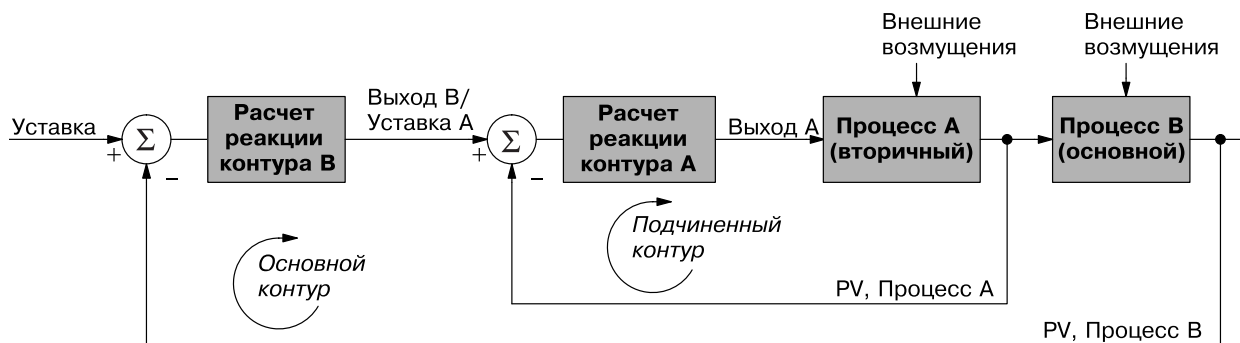 Внешние
возмущения
Внешние
возмущения
Уставка
+
Σ
−
Расчет
реакции
контура В
Выход В/
Уставка А
+
Σ
−
Расчет
реакции
контура А
Выход А
Процесс А
(вторичный)
Процесс В
(основной)
Основной
контур
Подчиненный
контур
PV, Процесс А
PV, Процесс В